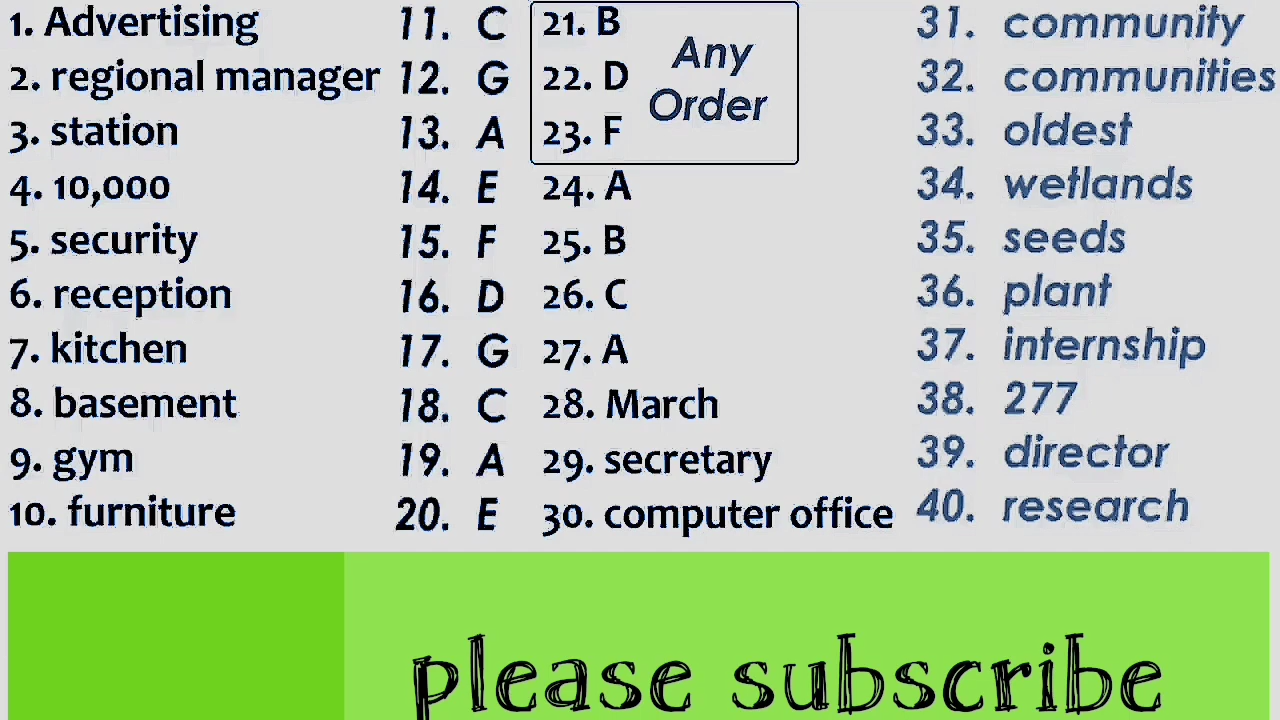 1. Advertising
2. regional manager
3. station
4. 10,000
5. security
6. reception
7. kitchen
8. basement
9. gym
10. furniture
11. C
12. G
13. A
14. E
15. F
16. D
17. G
18. C
19. A
20. E
21. B
22. D
23. F
Any
Order
24. A
25. B
26. C
27. A
28. March
29. secretary
30. computer office
31. community
32. communities
33. oldest
34. wetlands
35. seeds
36. plant
37. internship
38. 277
39. director
40. research
please subscribe